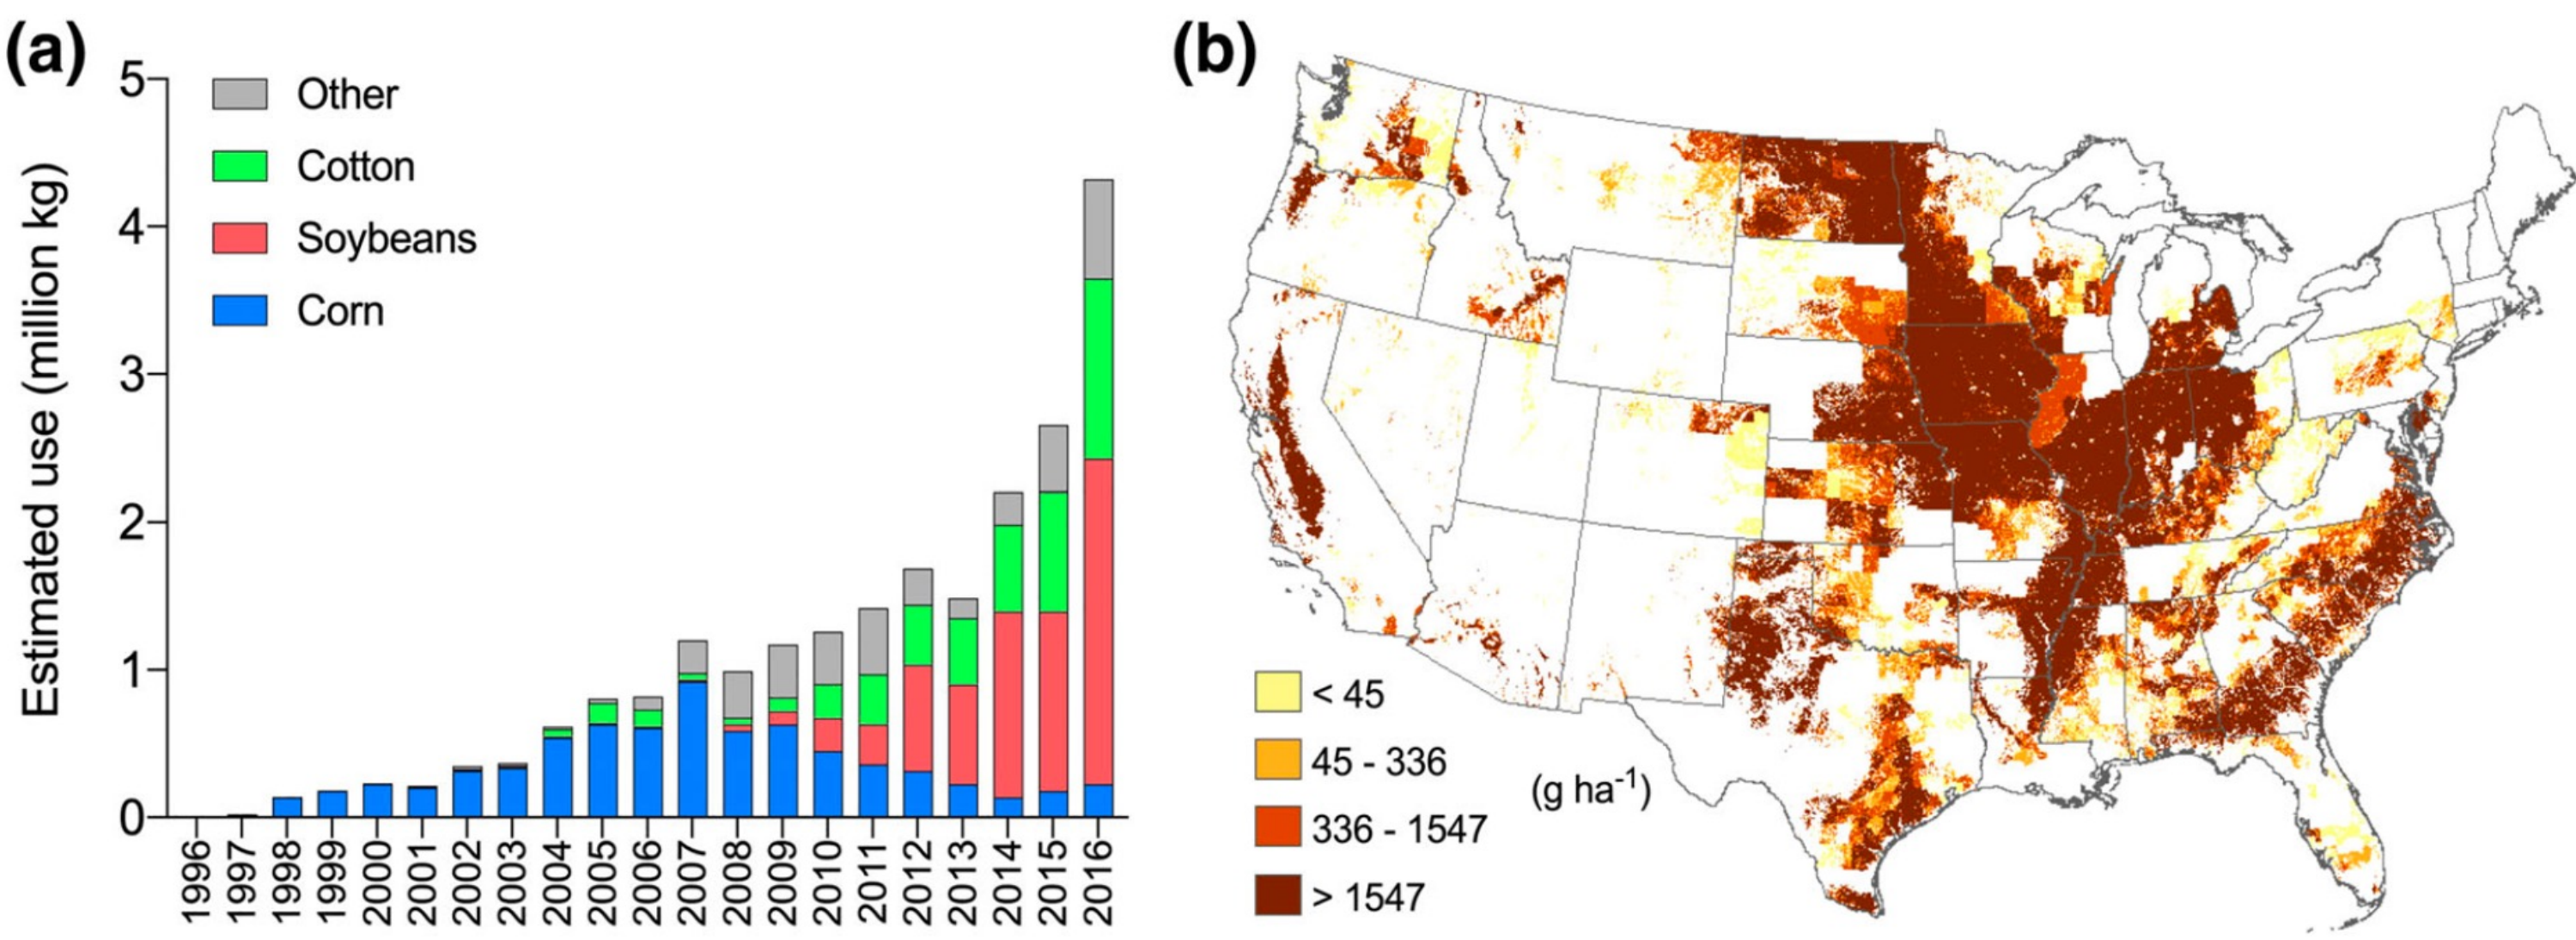 (a)
Estimated use (million kg)
5
4
3
2
1
0
Other
Cotton
Soybeans
Corn
1996
1997
1998
1999
2000
2001
2002
2003
2004
2005
2006
2007
2008
2009
2010
2011
2012
2013
2014
2015
2016
(b)
< 45
45 - 336
336 - 1547
> 1547
(g ha⁻¹)